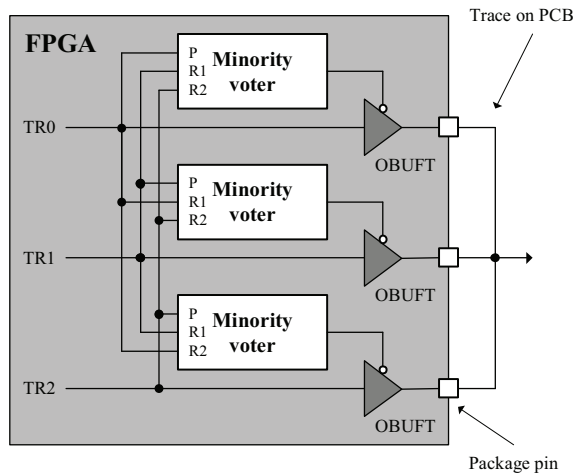 Trace on PCB
FPGA
P
R1
R2
Minority
voter
TR0
OBUFT
P
R1
R2
Minority
voter
TR1
OBUFT
P
R1
R2
Minority
voter
TR2
OBUFT
Package pin